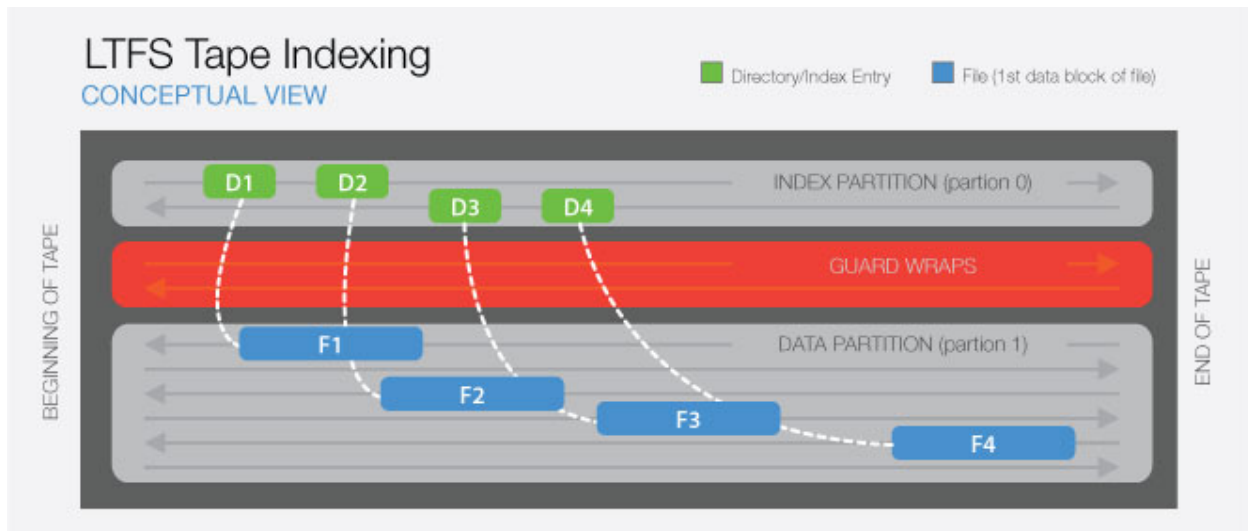 LTFS Tape Indexing
CONCEPTUAL VIEW
Directory/Index Entry
File (1st data block of file)
BEGINNING OF TAPE
D1
D2
INDEX PARTITION (partion 0)
D3
D4
GUARD WRAPS
F1
DATA PARTITION (partion 1)
F2
F3
F4
END OF TAPE